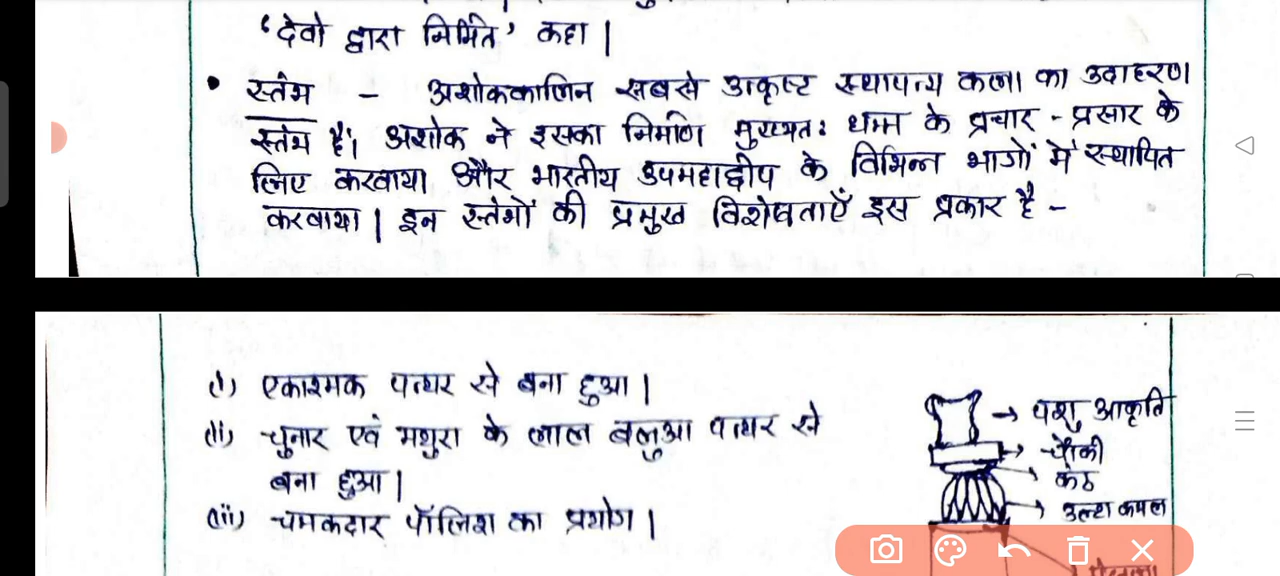 'देवो द्वारा निर्मित' कहा |
• स्तंभ – अशोककालिन सबसे उत्कृष्ट स्थापत्य कला का उदाहरण
स्तंभ है। अशोक ने इसका निर्माण मुख्यतः धम्म के प्रचार - प्रसार के
लिए करवाया और भारतीय उपमहाद्वीप के विभिन्न भागों में स्थापित
करवाया | इन स्तंभों की प्रमुख विशेषताएँ इस प्रकार है -
(i) एकाश्मक पत्थर से बना हुआ |
(ii) चुनार एवं मथुरा के लाल बलुआ पत्थर से
बना हुआ |
(iii) चमकदार पॉलिश का प्रयोग |
→ पशु आकृति
→ चौकी
→ कंठ
→ उल्टा कमल